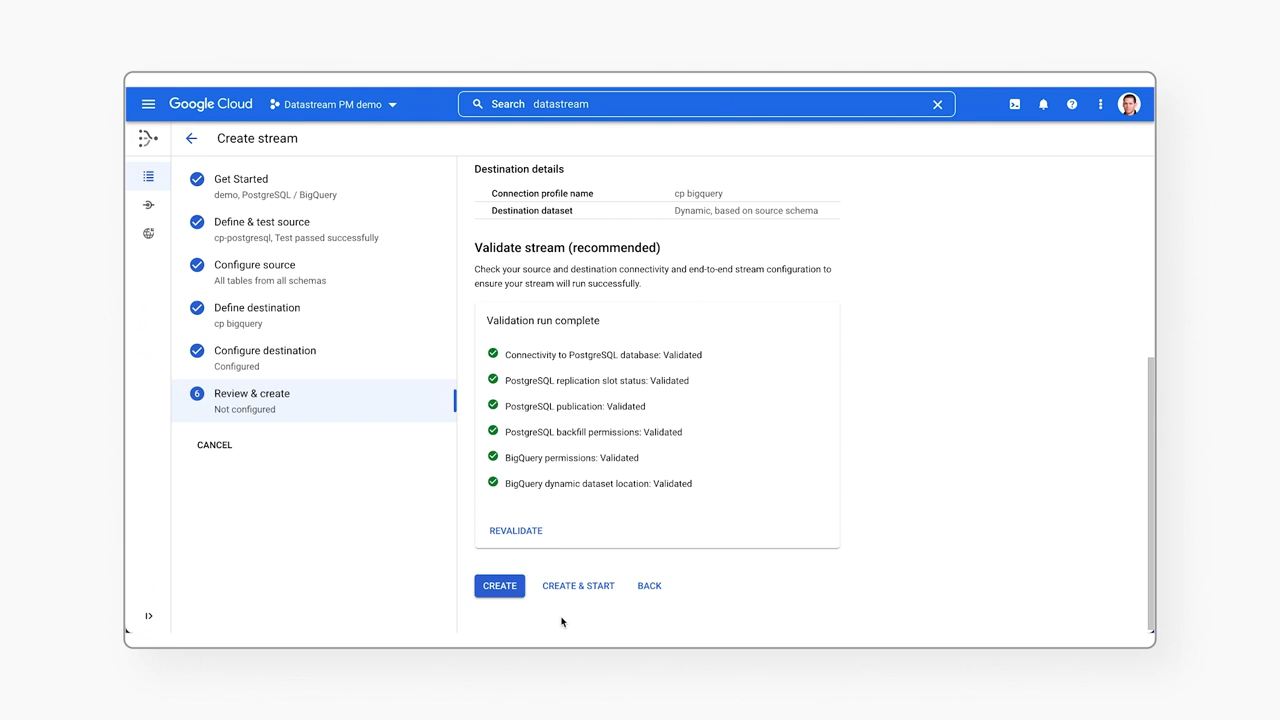 Google Cloud
Datastream PM demo
Search datastream
Create stream
Get Started
demo, PostgreSQL / BigQuery
Define & test source
cp-postgresql, Test passed successfully
Configure source
All tables from all schemas
Define destination
cp bigquery
Configure destination
Configured
6 Review & create
Not configured
CANCEL
Destination details
Connection profile name cp bigquery
Destination dataset Dynamic, based on source schema
Validate stream (recommended)
Check your source and destination connectivity and end-to-end stream configuration to
ensure your stream will run successfully.
Validation run complete
Connectivity to PostgreSQL database: Validated
PostgreSQL replication slot status: Validated
PostgreSQL publication: Validated
PostgreSQL backfill permissions: Validated
BigQuery permissions: Validated
BigQuery dynamic dataset location: Validated
REVALIDATE
CREATE CREATE & START BACK